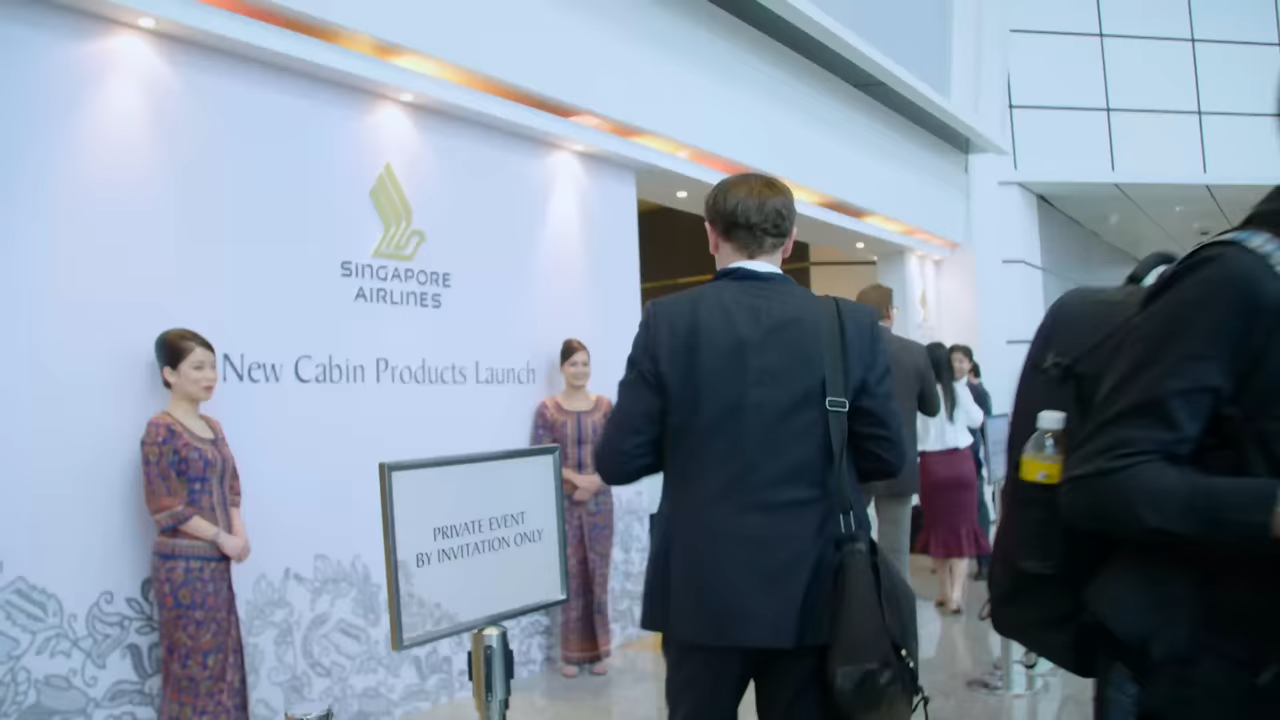 SINGAPORE
AIRLINES
New Cabin Products Launch
PRIVATE EVENT
BY INVITATION ONLY